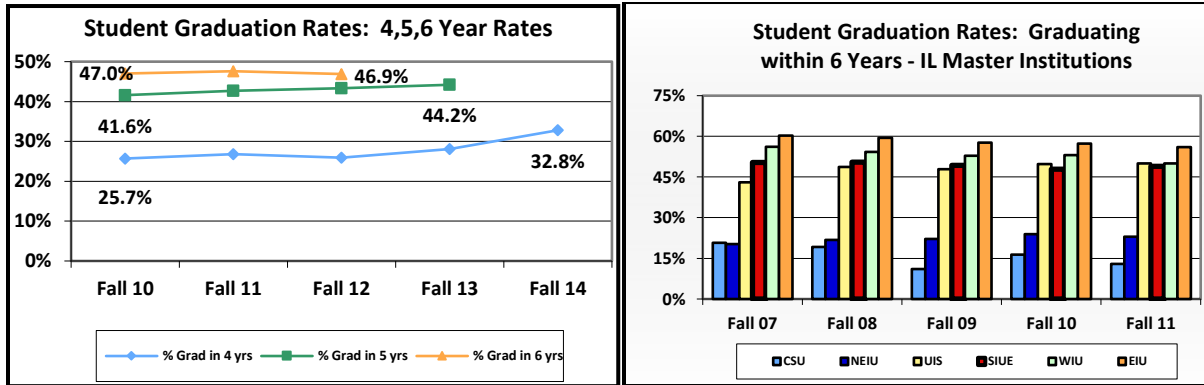 Student Graduation Rates: 4,5,6 Year Rates
50%
40%
30%
20%
10%
0%
47.0%
46.9%
41.6%
44.2%
25.7%
32.8%
Fall 10 Fall 11 Fall 12 Fall 13 Fall 14
% Grad in 4 yrs % Grad in 5 yrs % Grad in 6 yrs
Student Graduation Rates: Graduating
within 6 Years - IL Master Institutions
75%
60%
45%
30%
15%
0%
Fall 07 Fall 08 Fall 09 Fall 10 Fall 11
CSU NEIU UIS SIUE WIU EIU